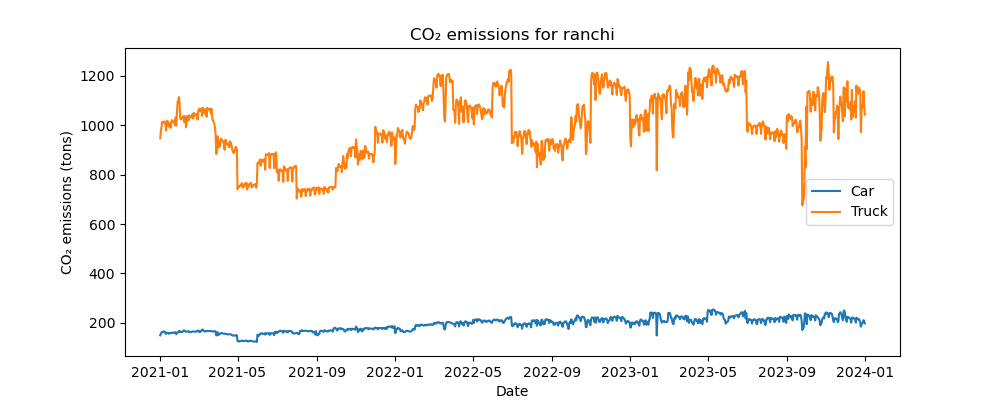 CO₂ emissions for ranchi
CO₂ emissions (tons)
1200
1000
800
600
400
200
Car
Truck
2021-01 2021-05 2021-09 2022-01 2022-05 2022-09 2023-01 2023-05 2023-09 2024-01
Date